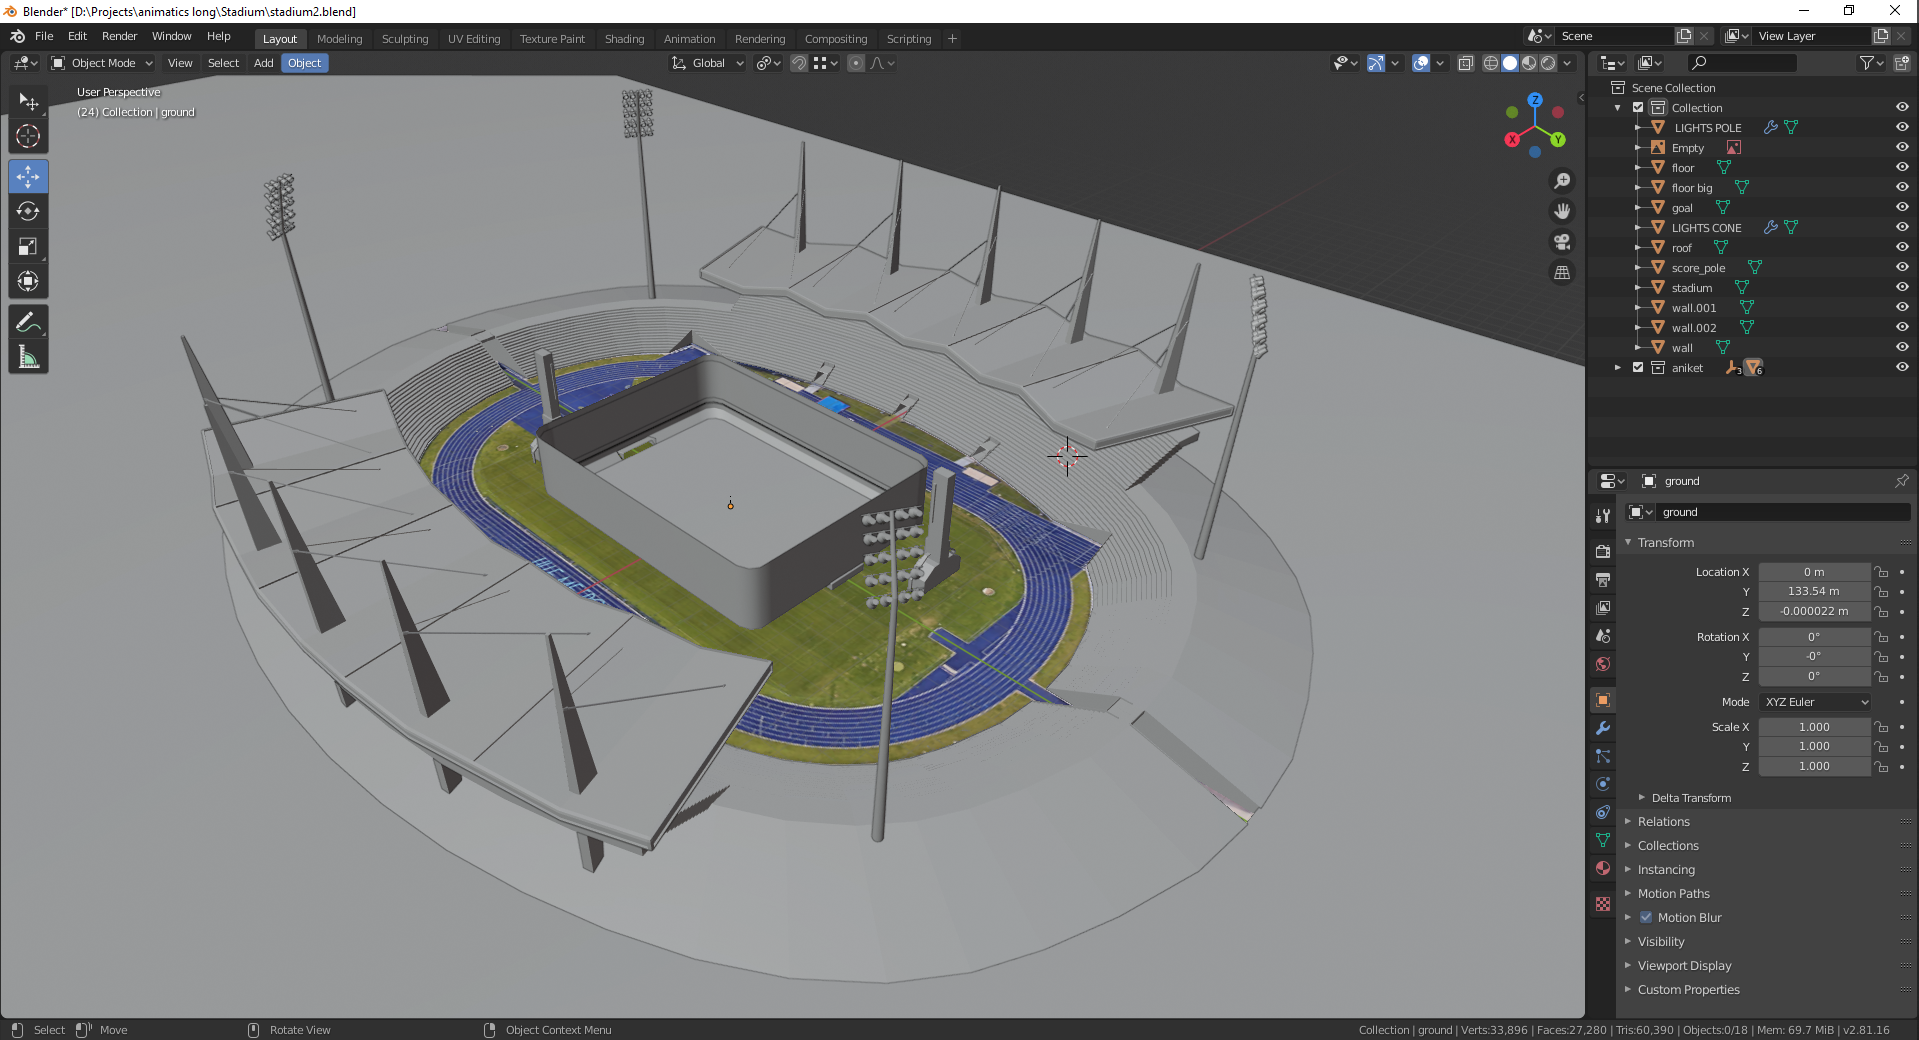 Blender* [D:\Projects\animatics long\Stadium\stadium2.blend]
File Edit Render Window Help
Layout Modeling Sculpting UV Editing Texture Paint Shading Animation Rendering Compositing Scripting +
Scene
View Layer
Object Mode View Select Add Object
Global
User Perspective
(24) Collection | ground
Z
X
Y
Scene Collection
Collection
LIGHTS POLE
Empty
floor
floor big
goal
LIGHTS CONE
roof
score_pole
stadium
wall.001
wall.002
wall
aniket 3 6
ground
ground
Transform
Location X 0 m
Y 133.54 m
Z -0.000022 m
Rotation X 0°
Y -0°
Z 0°
Mode XYZ Euler
Scale X 1.000
Y 1.000
Z 1.000
Delta Transform
Relations
Collections
Instancing
Motion Paths
Motion Blur
Visibility
Viewport Display
Custom Properties
Select Move Rotate View Object Context Menu
Collection | ground | Verts:33,896 | Faces:27,280 | Tris:60,390 | Objects:0/18 | Mem: 69.7 MiB | v2.81.16